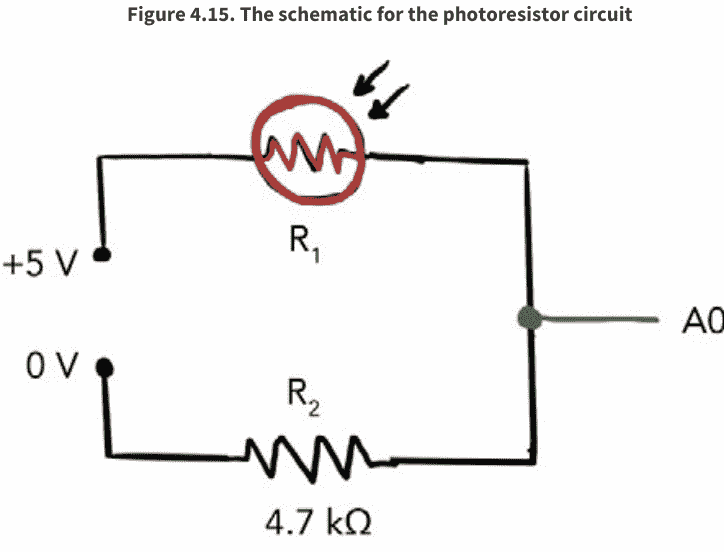 Figure 4.15. The schematic for the photoresistor circuit
R₁
+5 V
A0
0 V
R₂
4.7 kΩ